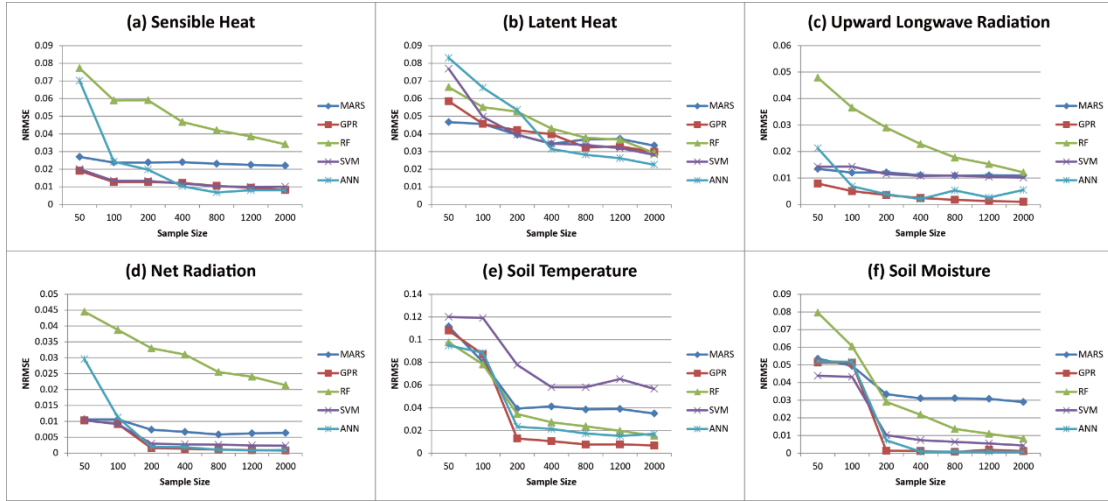 (a) Sensible Heat
0.09
0.08
0.07
0.06
0.05
0.04
0.03
0.02
0.01
0
NRMSE
50 100 200 400 800 1200 2000
Sample Size
MARS
GPR
RF
SVM
ANN
(b) Latent Heat
0.09
0.08
0.07
0.06
0.05
0.04
0.03
0.02
0.01
0
NRMSE
50 100 200 400 800 1200 2000
Sample Size
MARS
GPR
RF
SVM
ANN
(c) Upward Longwave Radiation
0.06
0.05
0.04
0.03
0.02
0.01
0
NRMSE
50 100 200 400 800 1200 2000
Sample Size
MARS
GPR
RF
SVM
ANN
(d) Net Radiation
0.05
0.045
0.04
0.035
0.03
0.025
0.02
0.015
0.01
0.005
0
NRMSE
50 100 200 400 800 1200 2000
Sample Size
MARS
GPR
RF
SVM
ANN
(e) Soil Temperature
0.14
0.12
0.1
0.08
0.06
0.04
0.02
0
NRMSE
50 100 200 400 800 1200 2000
Sample Size
MARS
GPR
RF
SVM
ANN
(f) Soil Moisture
0.09
0.08
0.07
0.06
0.05
0.04
0.03
0.02
0.01
0
NRMSE
50 100 200 400 800 1200 2000
Sample Size
MARS
GPR
RF
SVM
ANN